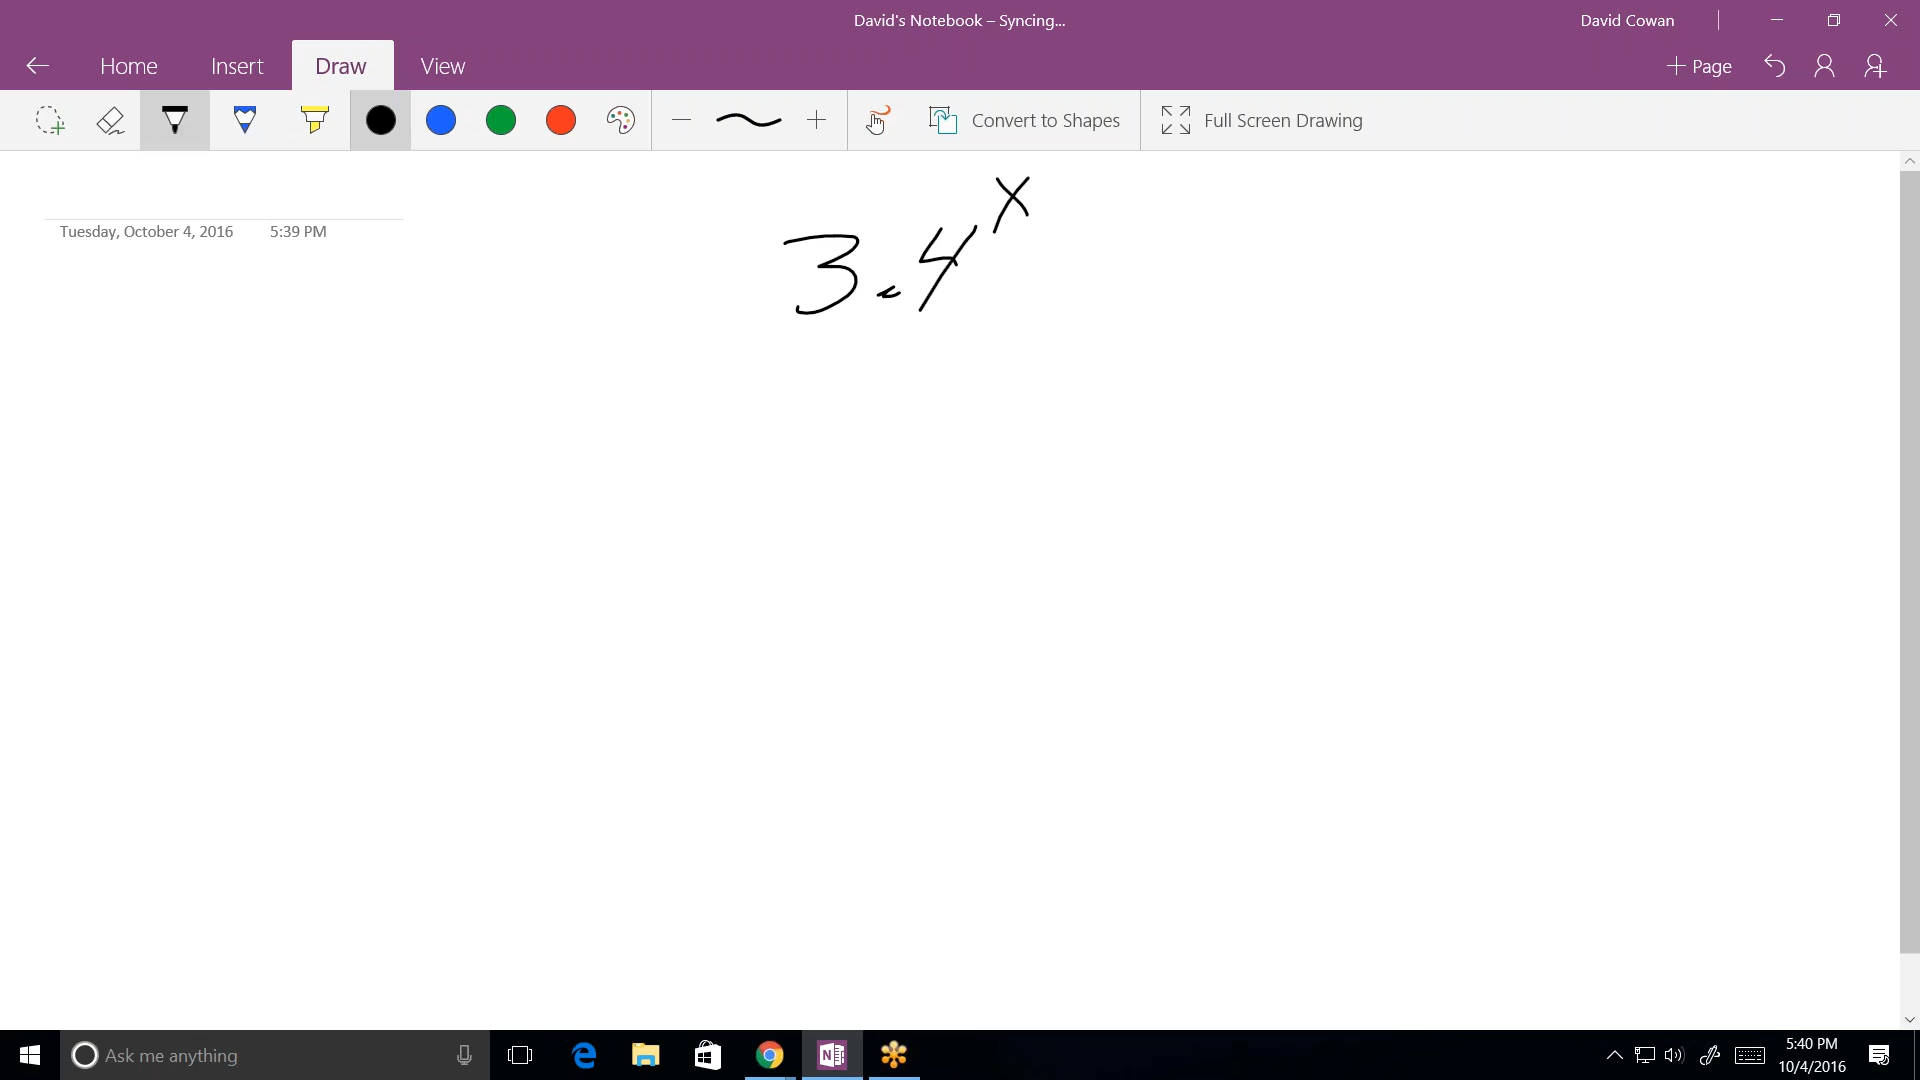 David's Notebook – Syncing...
David Cowan
Home Insert Draw View
Page
Convert to Shapes
Full Screen Drawing
Tuesday, October 4, 2016 5:39 PM
3.4^x
Ask me anything
5:40 PM
10/4/2016